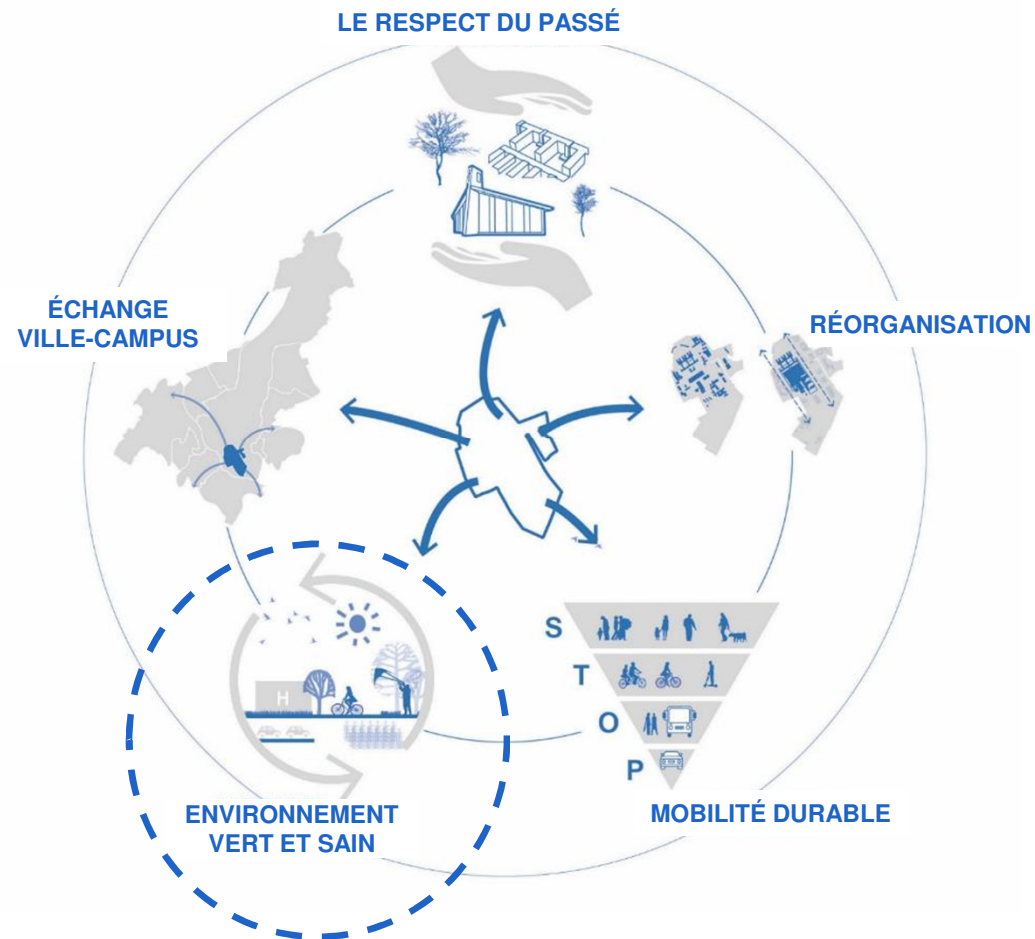 LE RESPECT DU PASSÉ
ÉCHANGE
VILLE-CAMPUS
RÉORGANISATION
H
S
T
O
P
ENVIRONNEMENT
VERT ET SAIN
MOBILITÉ DURABLE